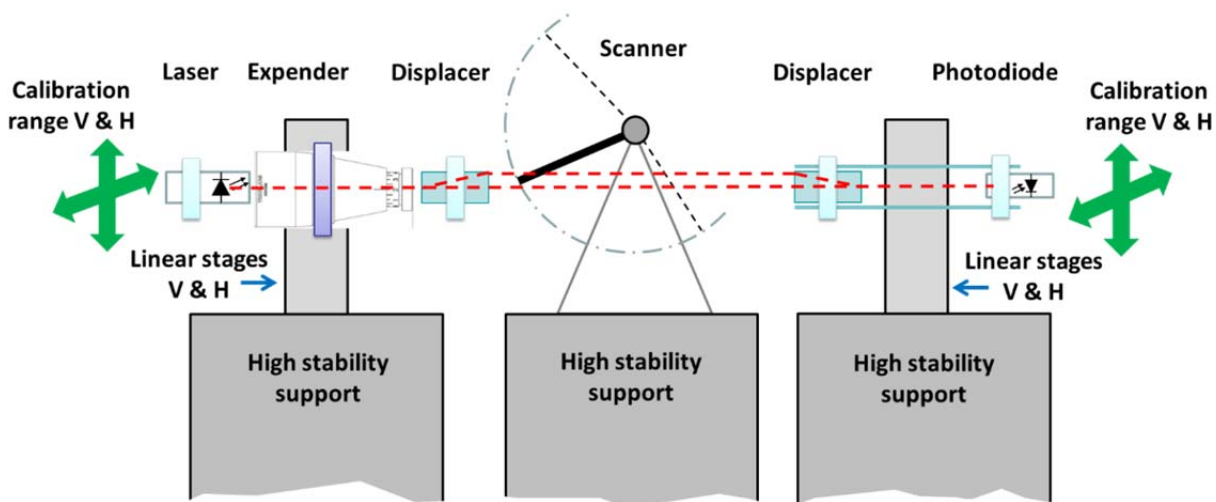 Scanner
Laser
Expender
Displacer
Displacer
Photodiode
Calibration
range V & H
Calibration
range V & H
Linear stages
V & H
Linear stages
V & H
High stability
support
High stability
support
High stability
support